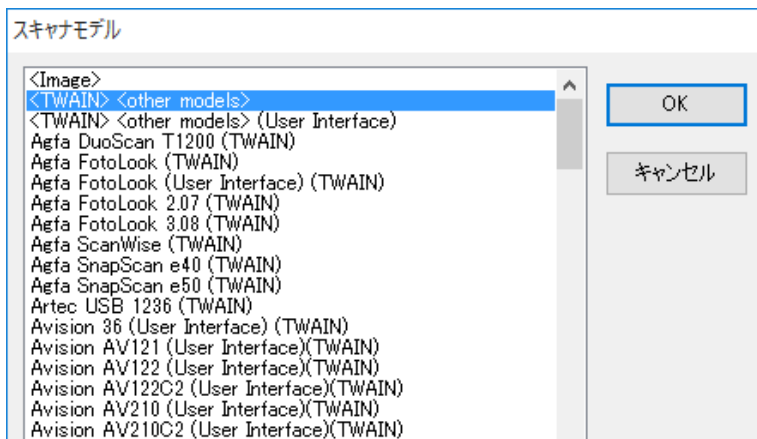 スキャナモデル
<Image>
<TWAIN> <other models>
<TWAIN> <other models> (User Interface)
Agfa DuoScan T1200 (TWAIN)
Agfa FotoLook (TWAIN)
Agfa FotoLook (User Interface) (TWAIN)
Agfa FotoLook 2.07 (TWAIN)
Agfa FotoLook 3.08 (TWAIN)
Agfa ScanWise (TWAIN)
Agfa SnapScan e40 (TWAIN)
Agfa SnapScan e50 (TWAIN)
Artec USB 1236 (TWAIN)
Avision 36 (User Interface) (TWAIN)
Avision AV121 (User Interface)(TWAIN)
Avision AV122 (User Interface)(TWAIN)
Avision AV122C2 (User Interface)(TWAIN)
Avision AV210 (User Interface)(TWAIN)
Avision AV210C2 (User Interface)(TWAIN)
OK
キャンセル